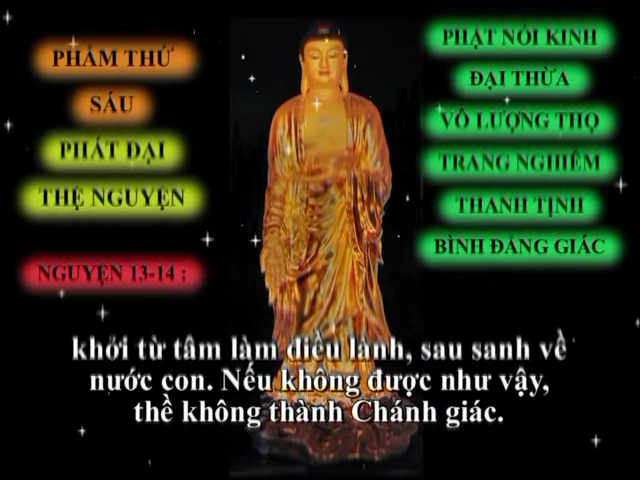 PHẨM THỨ
SÁU
PHÁT ĐẠI
THỆ NGUYỆN
NGUYỆN 13-14 :
PHẬT NÓI KINH
ĐẠI THỪA
VÔ LƯỢNG THỌ
TRANG NGHIÊM
THANH TỊNH
BÌNH ĐẲNG GIÁC
khởi từ tâm làm điều lành, sau sanh về
nước con. Nếu không được như vậy,
thề không thành Chánh giác.